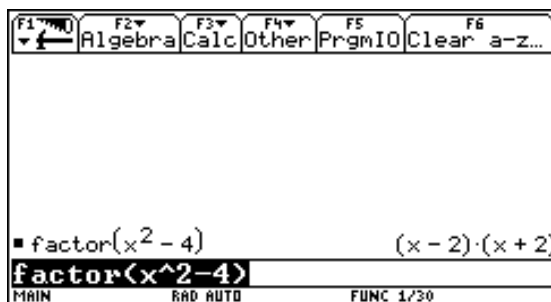 F1 F2 F3 F4 F5 F6
Algebra Calc Other PrgmIO Clear a-z…
factor(x² - 4) (x - 2)·(x + 2)
factor(x^2-4)
MAIN RAD AUTO FUNC 1/30